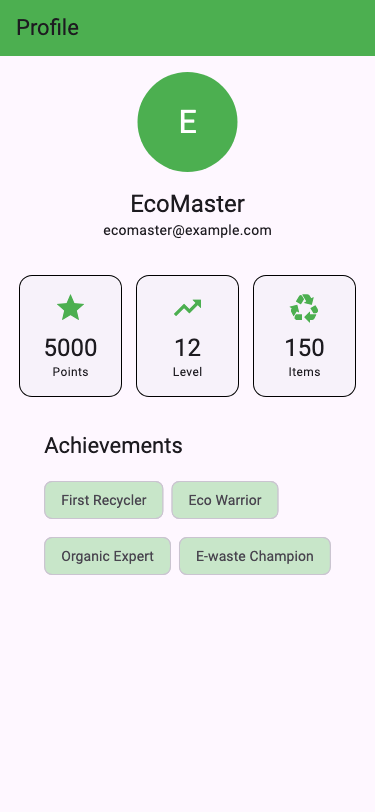 Profile
E
EcoMaster
ecomaster@example.com
5000 12 150
Points Level Items
Achievements
First Recycler Eco Warrior
Organic Expert E-waste Champion